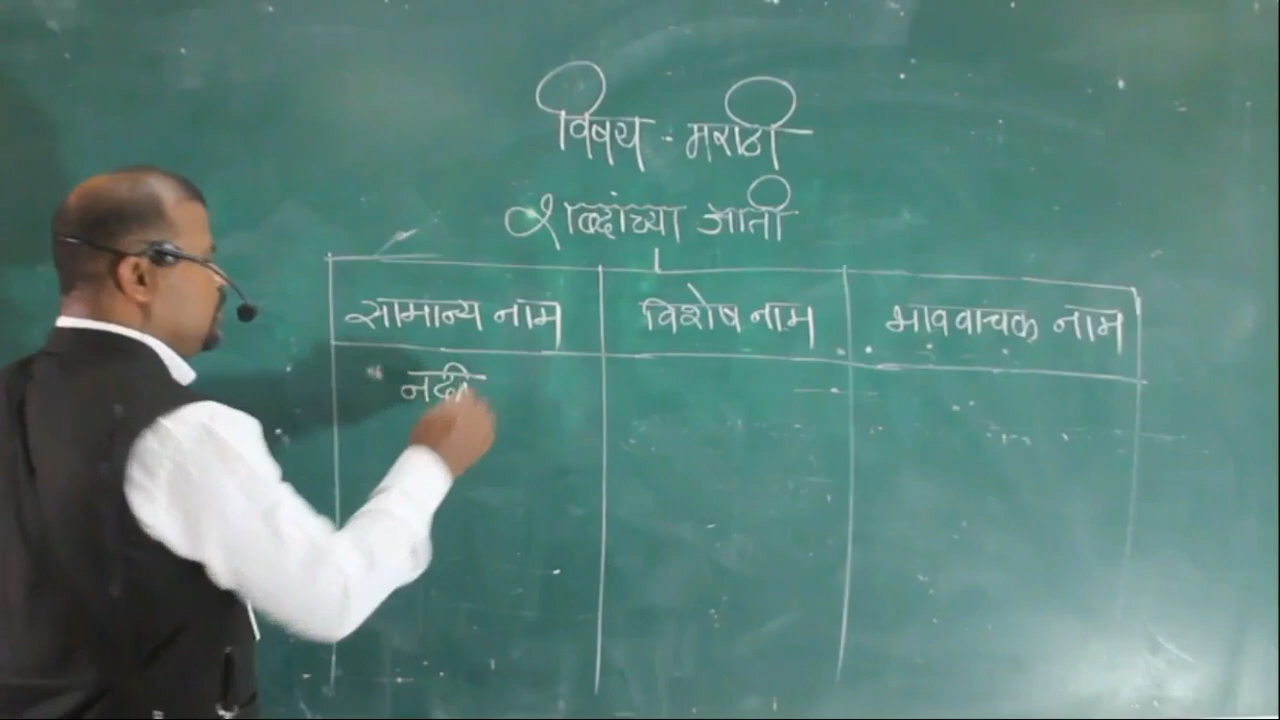 विषय - मराठी
शब्दांच्या जाती
सामान्य नाम विशेष नाम भाववाचक नाम
नदी